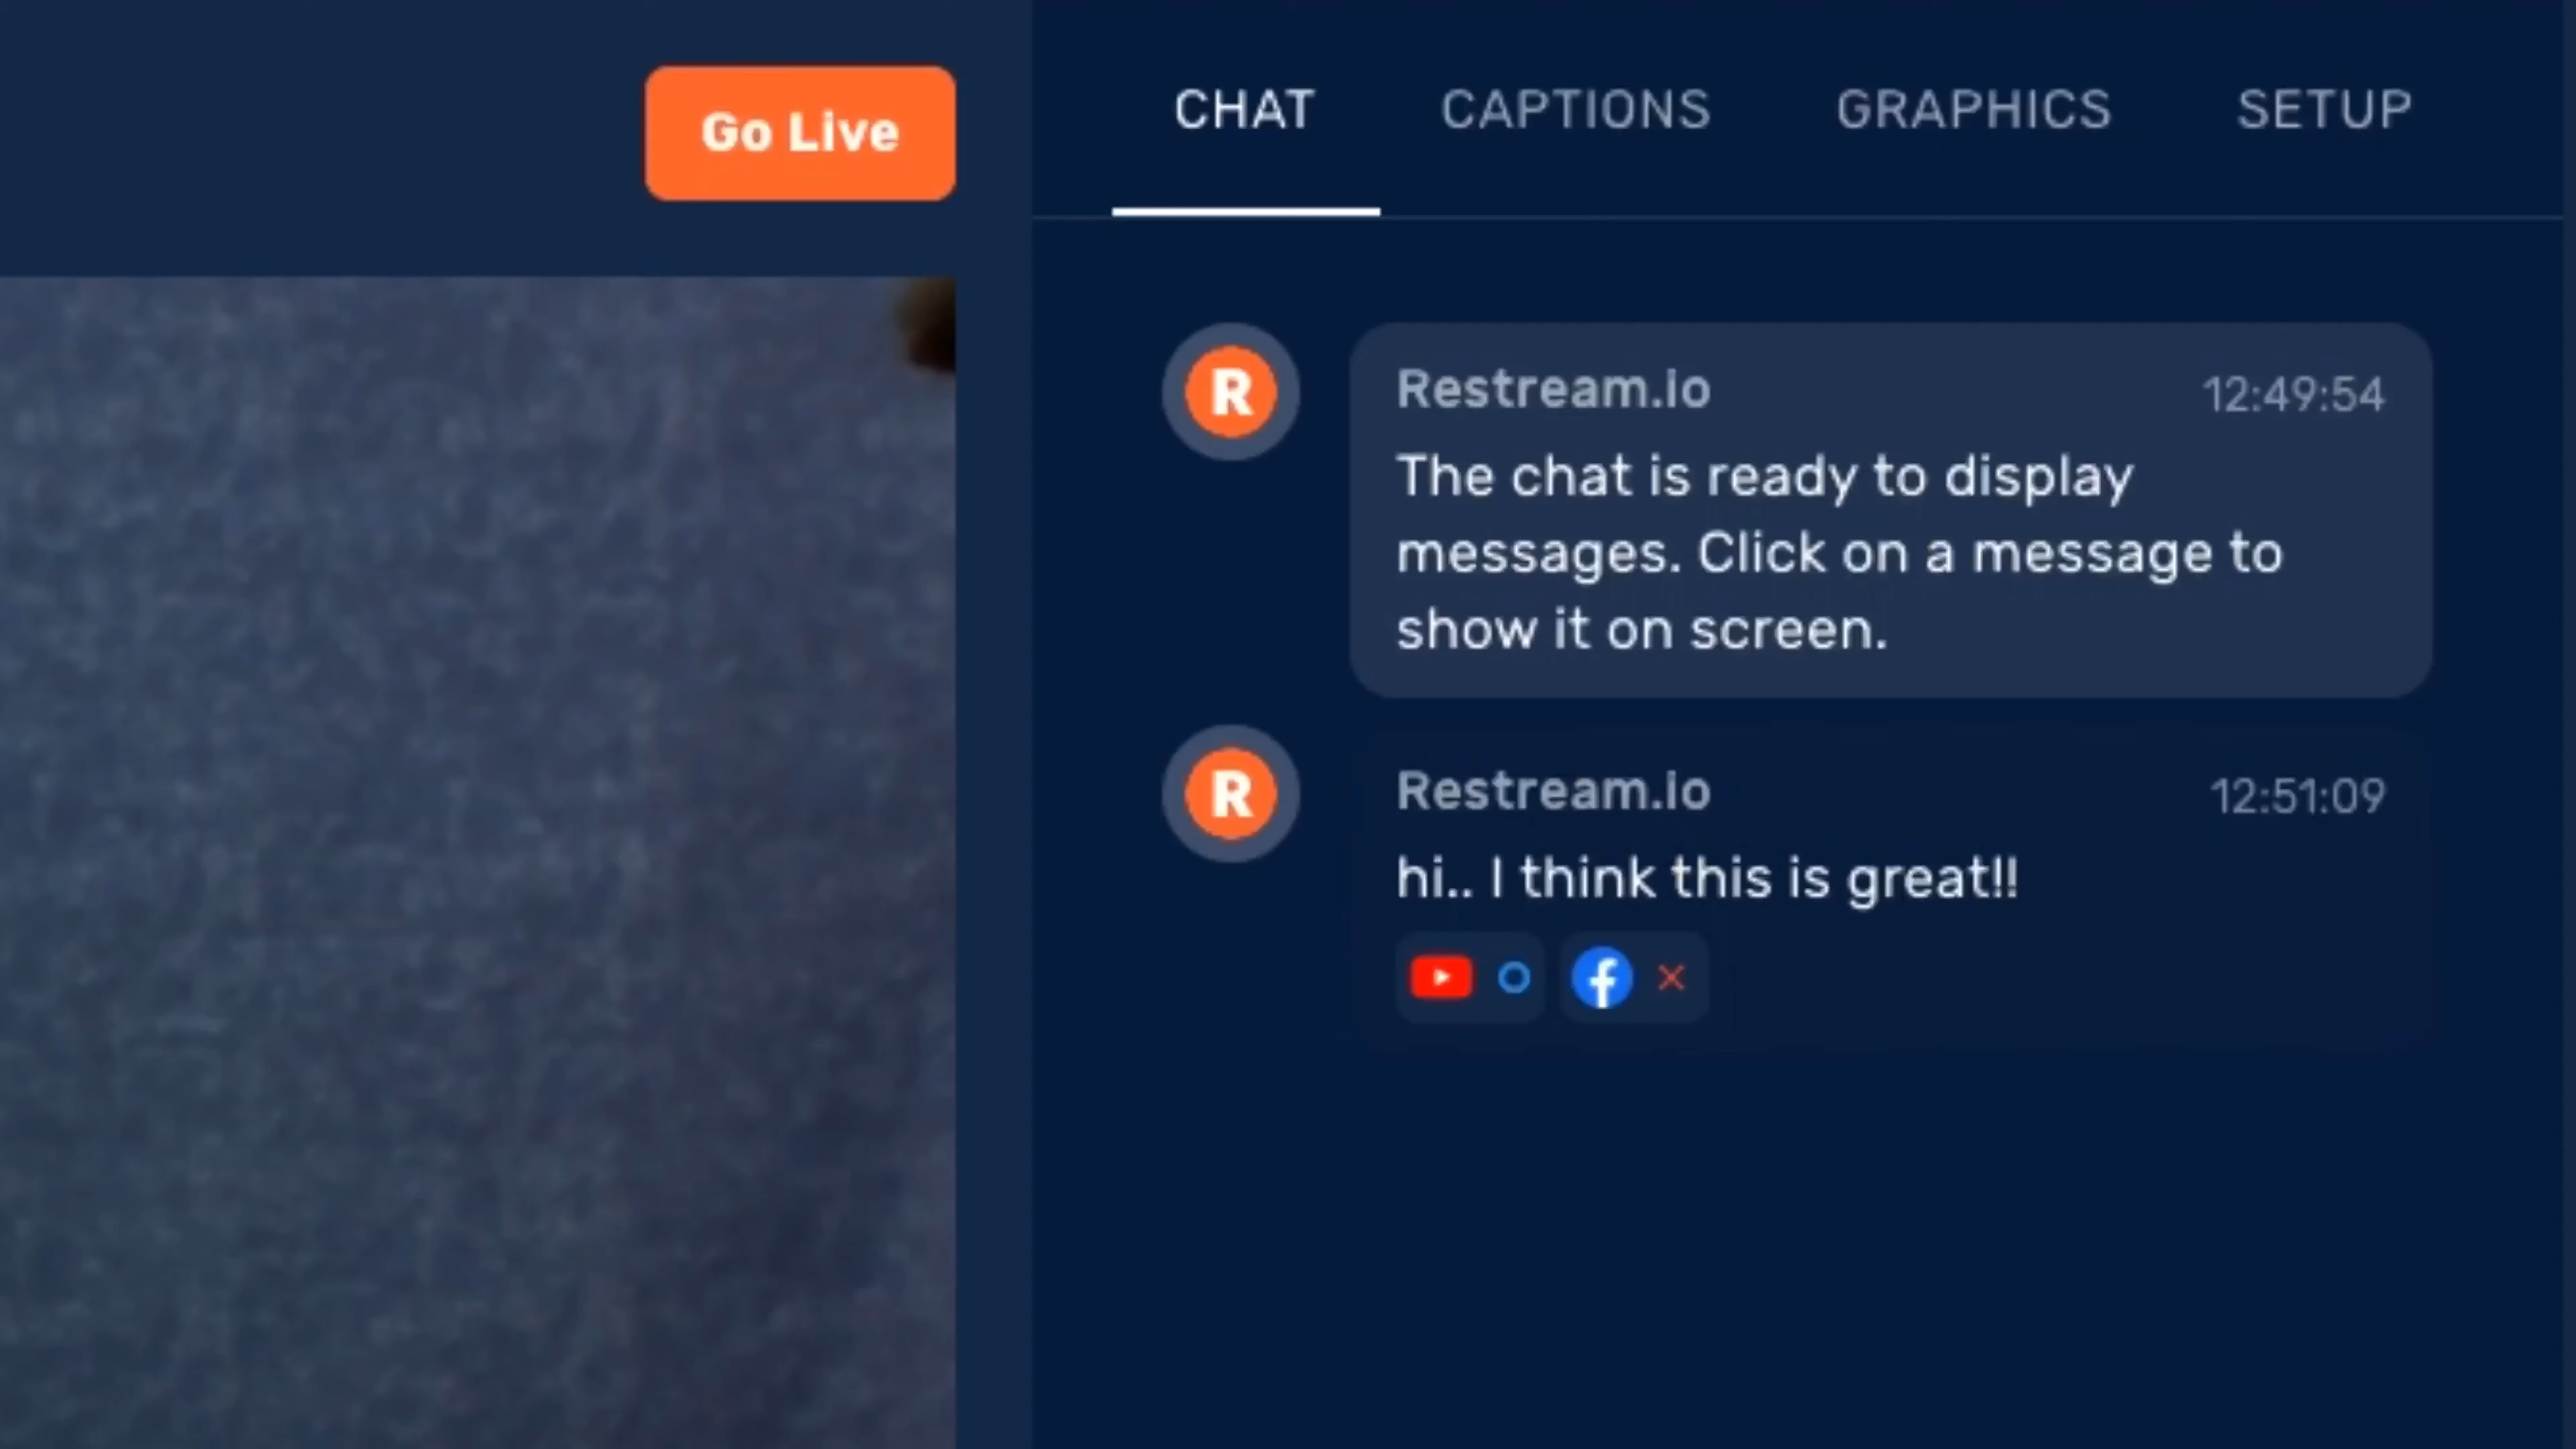 Go Live
CHAT CAPTIONS GRAPHICS SETUP
R
Restream.io 12:49:54
The chat is ready to display
messages. Click on a message to
show it on screen.
R
Restream.io 12:51:09
hi.. I think this is great!!